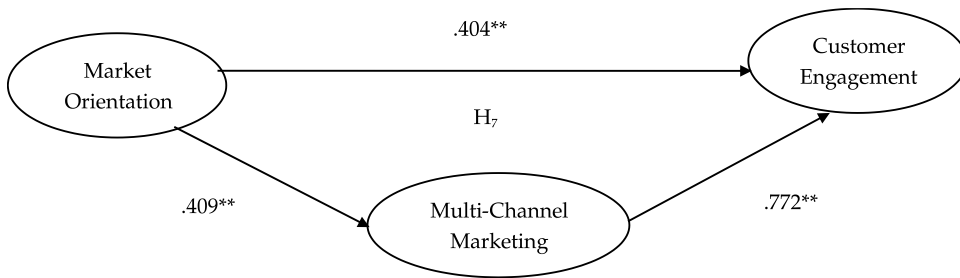 .404**
Customer
Engagement
Market
Orientation
H₇
.409**
.772**
Multi-Channel
Marketing